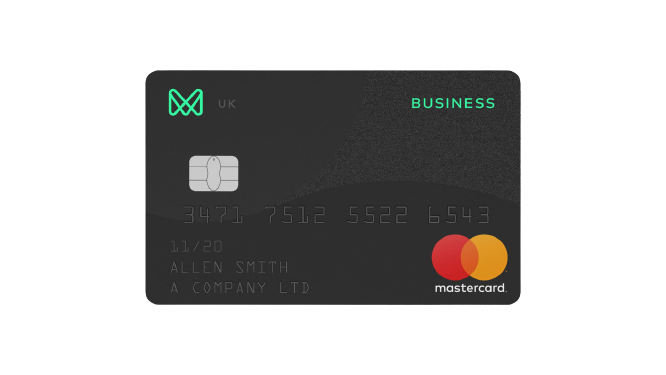 UK BUSINESS
3471 7512 5522 6543
11/20
ALLEN SMITH
A COMPANY LTD
mastercard.